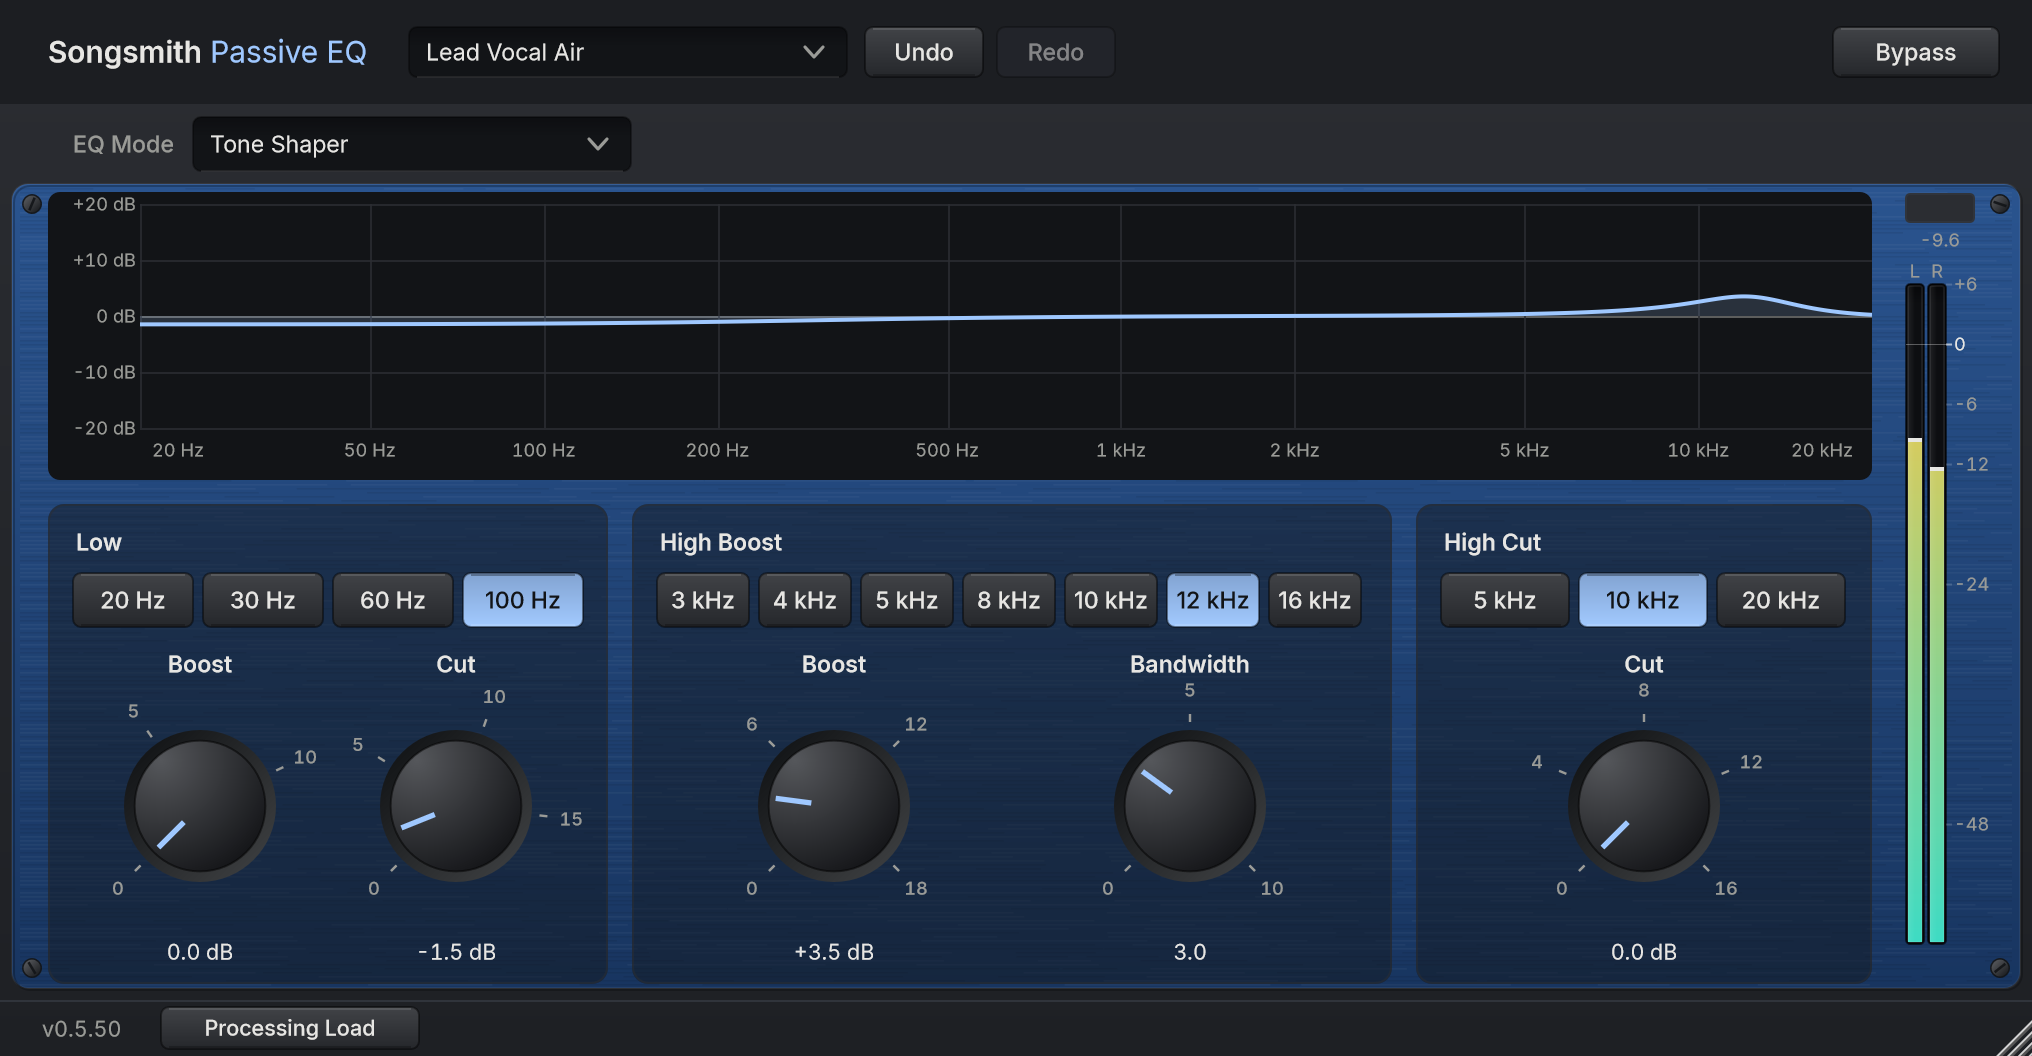 Songsmith Passive EQ
Lead Vocal Air
Undo
Redo
Bypass
EQ Mode
Tone Shaper
+20 dB
+10 dB
0 dB
-10 dB
-20 dB
20 Hz
50 Hz
100 Hz
200 Hz
500 Hz
1 kHz
2 kHz
5 kHz
10 kHz
20 kHz
-9.6
L R
+6
0
-6
-12
-24
-48
Low
20 Hz
30 Hz
60 Hz
100 Hz
Boost
0
5
10
0.0 dB
Cut
0
5
10
15
-1.5 dB
High Boost
3 kHz
4 kHz
5 kHz
8 kHz
10 kHz
12 kHz
16 kHz
Boost
0
6
12
18
+3.5 dB
Bandwidth
0
5
10
3.0
High Cut
5 kHz
10 kHz
20 kHz
Cut
0
4
8
12
16
0.0 dB
v0.5.50
Processing Load